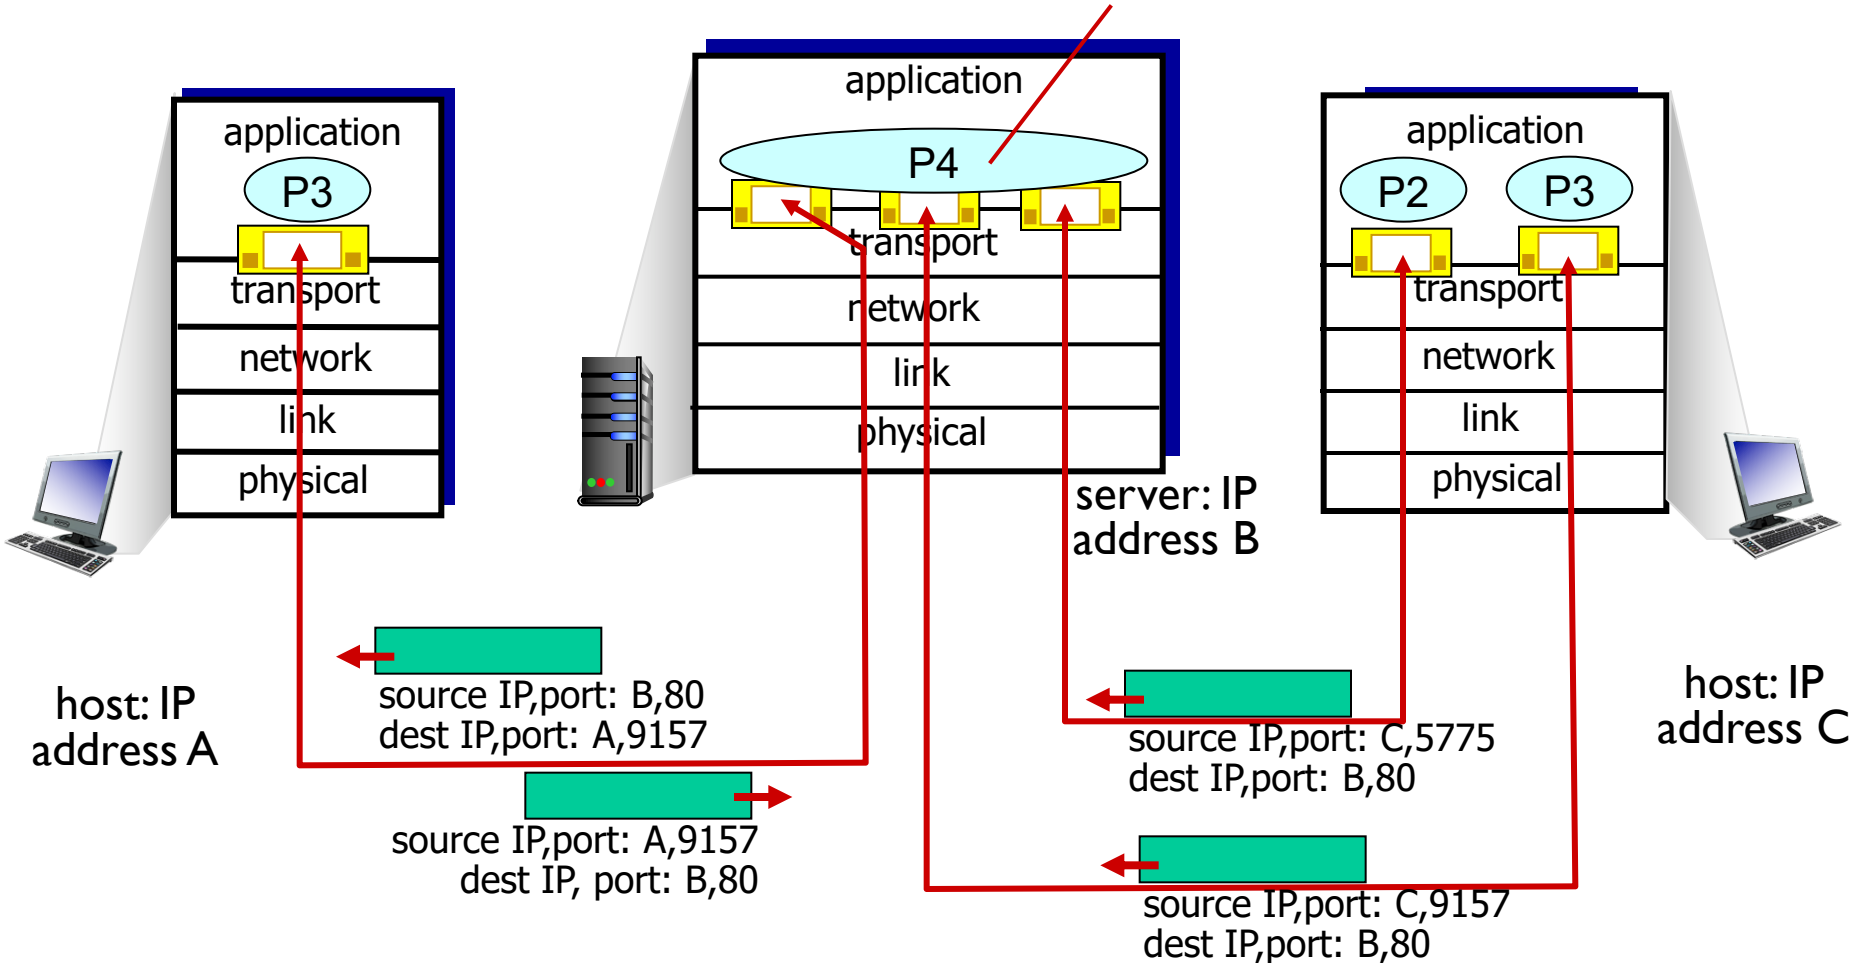 application
P3
transport
network
link
physical
host: IP
address A
application
P4
transport
network
link
physical
server: IP
address B
application
P2
P3
transport
network
link
physical
host: IP
address C
source IP,port: B,80
dest IP,port: A,9157
source IP,port: A,9157
dest IP, port: B,80
source IP,port: C,5775
dest IP,port: B,80
source IP,port: C,9157
dest IP,port: B,80